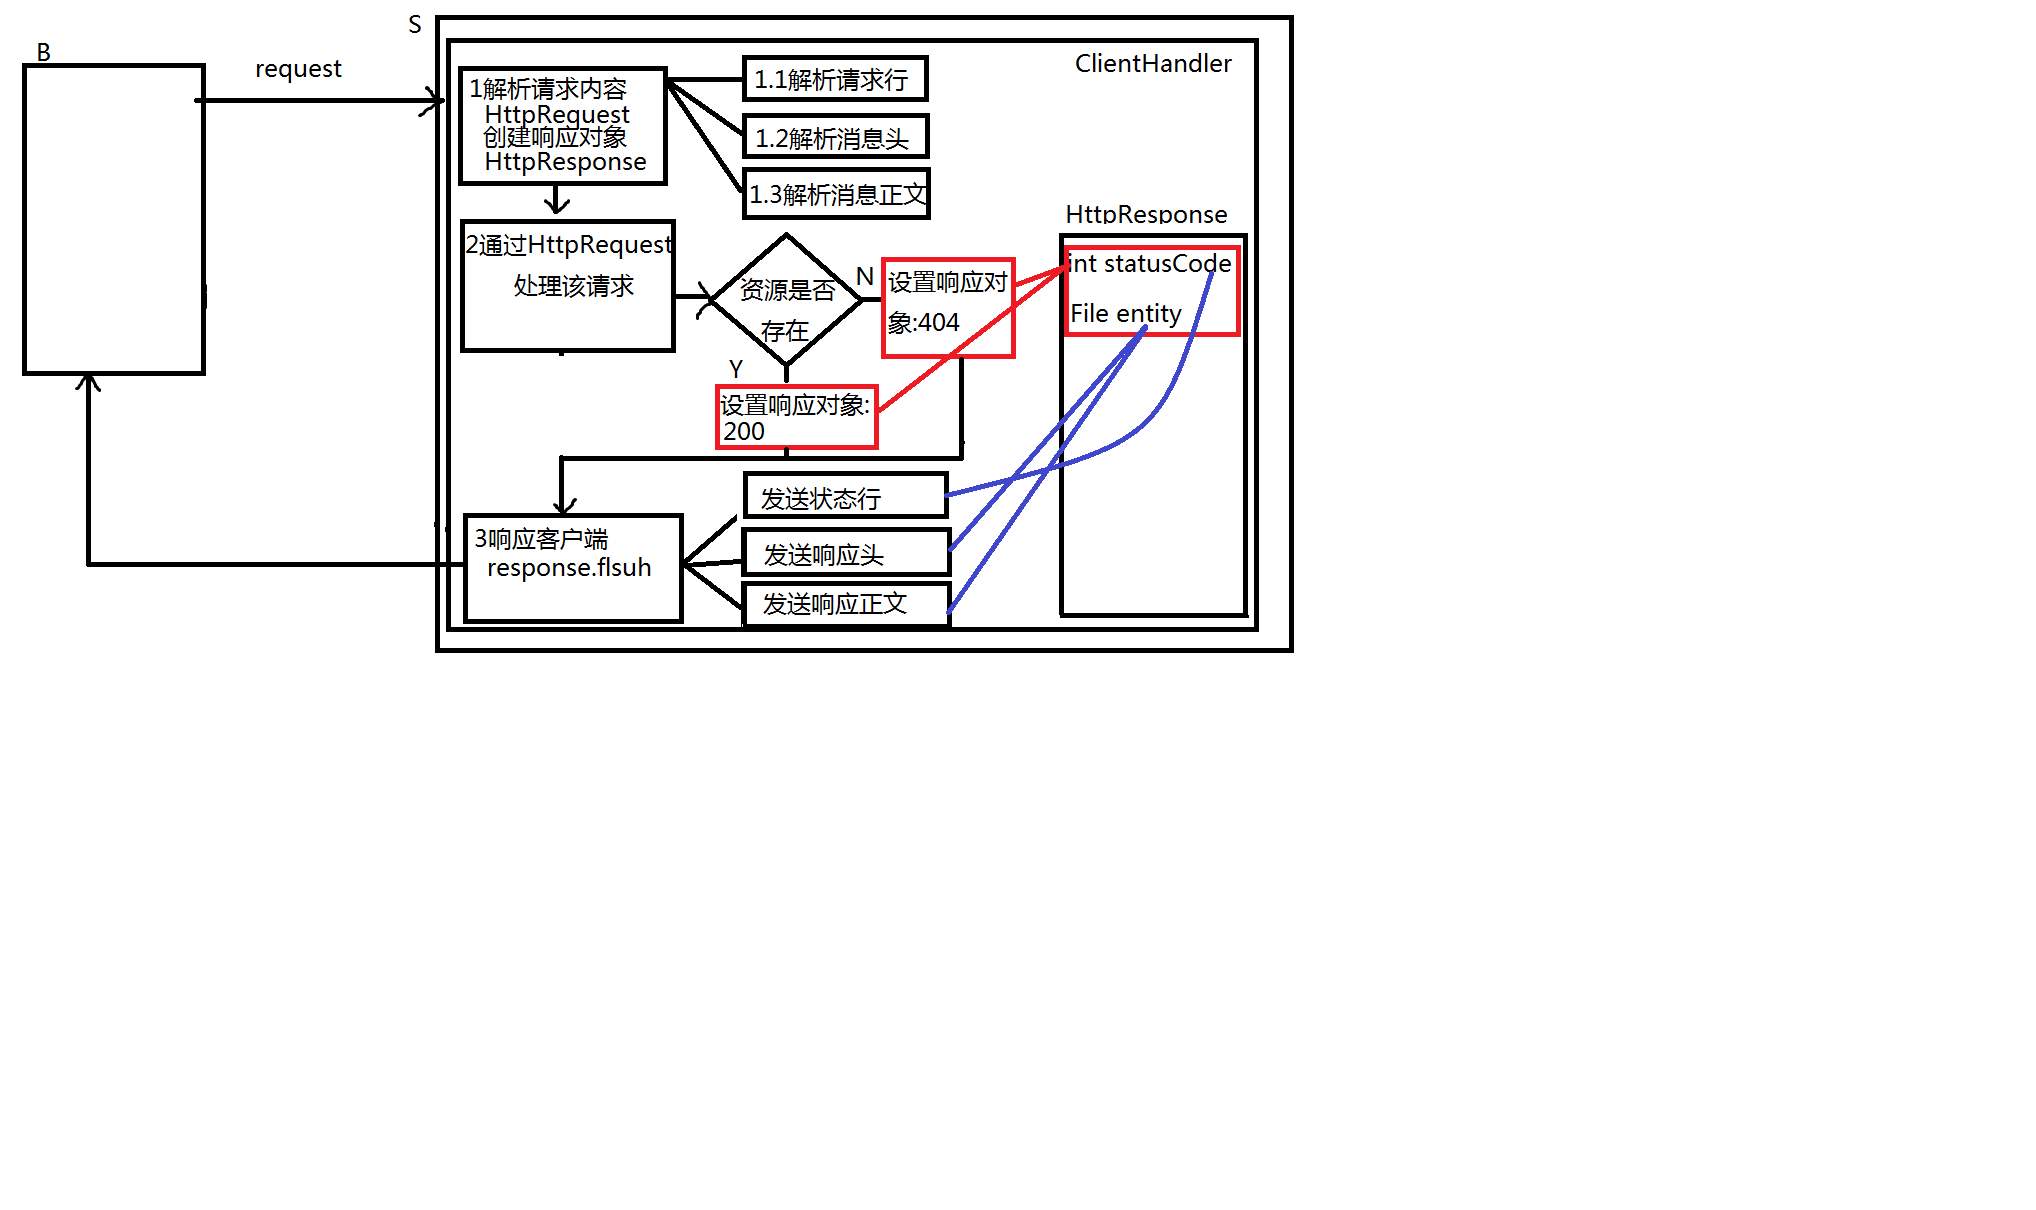 S
B
request
ClientHandler
1解析请求内容
HttpRequest
创建响应对象
HttpResponse
1.1解析请求行
1.2解析消息头
1.3解析消息正文
2通过HttpRequest
处理该请求
资源是否
存在
N
设置响应对
象:404
Y
设置响应对象:
200
HttpResponse
int statusCode
File entity
3响应客户端
response.flsuh
发送状态行
发送响应头
发送响应正文